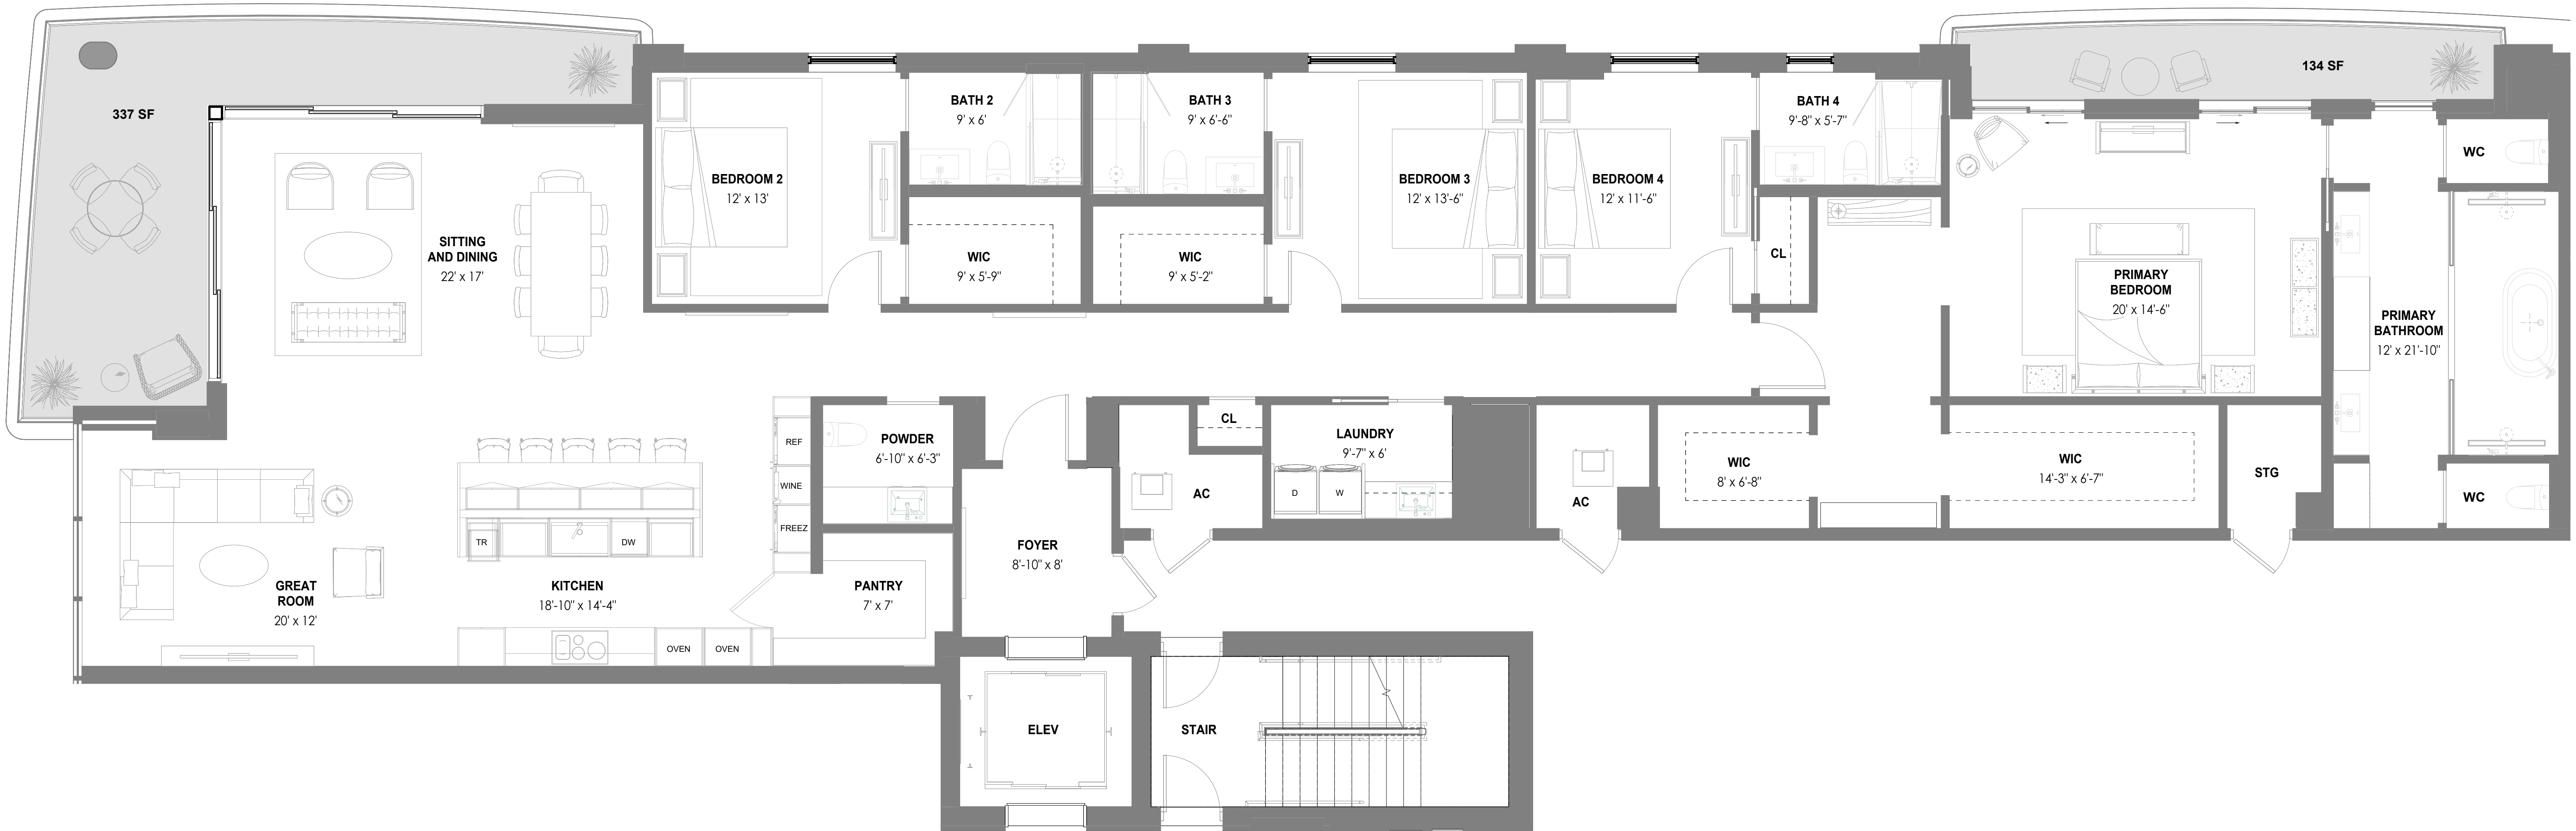 337 SF
134 SF
SITTING
AND DINING
22' x 17'
BEDROOM 2
12' x 13'
BATH 2
9' x 6'
WIC
9' x 5'-9"
BATH 3
9' x 6'-6"
WIC
9' x 5'-2"
BEDROOM 3
12' x 13'-6"
BEDROOM 4
12' x 11'-6"
BATH 4
9'-8" x 5'-7"
CL
PRIMARY
BEDROOM
20' x 14'-6"
WC
PRIMARY
BATHROOM
12' x 21'-10"
WC
GREAT
ROOM
20' x 12'
TR
DW
KITCHEN
18'-10" x 14'-4"
OVEN
OVEN
REF
WINE
FREEZ
POWDER
6'-10" x 6'-3"
PANTRY
7' x 7'
FOYER
8'-10" x 8'
CL
AC
LAUNDRY
9'-7" x 6'
D
W
AC
WIC
8' x 6'-8"
WIC
14'-3" x 6'-7"
STG
ELEV
STAIR